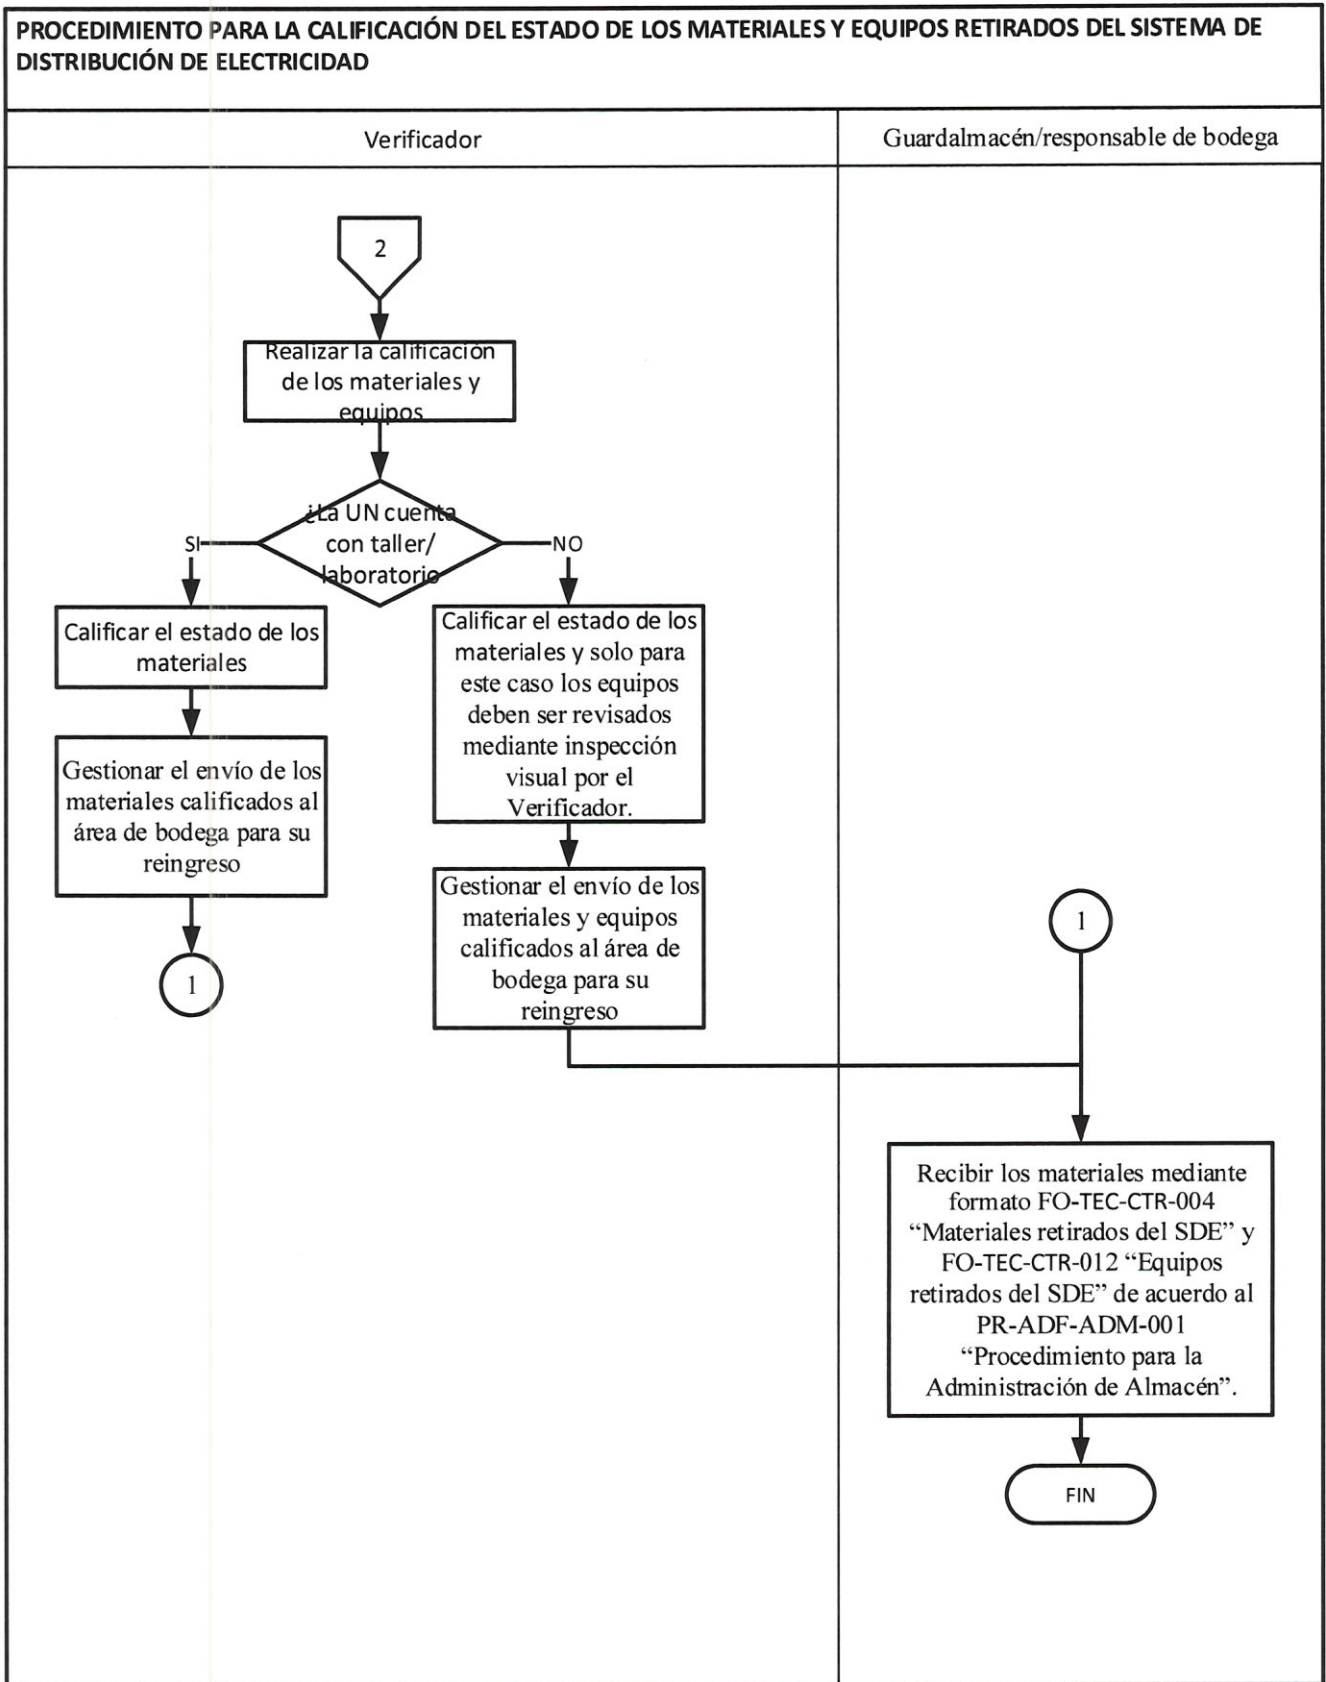 PROCEDIMIENTO PARA LA CALIFICACIÓN DEL ESTADO DE LOS MATERIALES Y EQUIPOS RETIRADOS DEL SISTEMA DE
DISTRIBUCIÓN DE ELECTRICIDAD
Verificador
Guardalmacén/responsable de bodega
2
Realizar la calificación
de los materiales y
equipos
¿La UN cuenta
con taller/
laboratorio
SI
NO
Calificar el estado de los
materiales
Gestionar el envío de los
materiales calificados al
área de bodega para su
reingreso
1
Calificar el estado de los
materiales y solo para
este caso los equipos
deben ser revisados
mediante inspección
visual por el
Verificador.
Gestionar el envío de los
materiales y equipos
calificados al área de
bodega para su
reingreso
1
Recibir los materiales mediante
formato FO-TEC-CTR-004
“Materiales retirados del SDE” y
FO-TEC-CTR-012 “Equipos
retirados del SDE” de acuerdo al
PR-ADF-ADM-001
“Procedimiento para la
Administración de Almacén”.
FIN